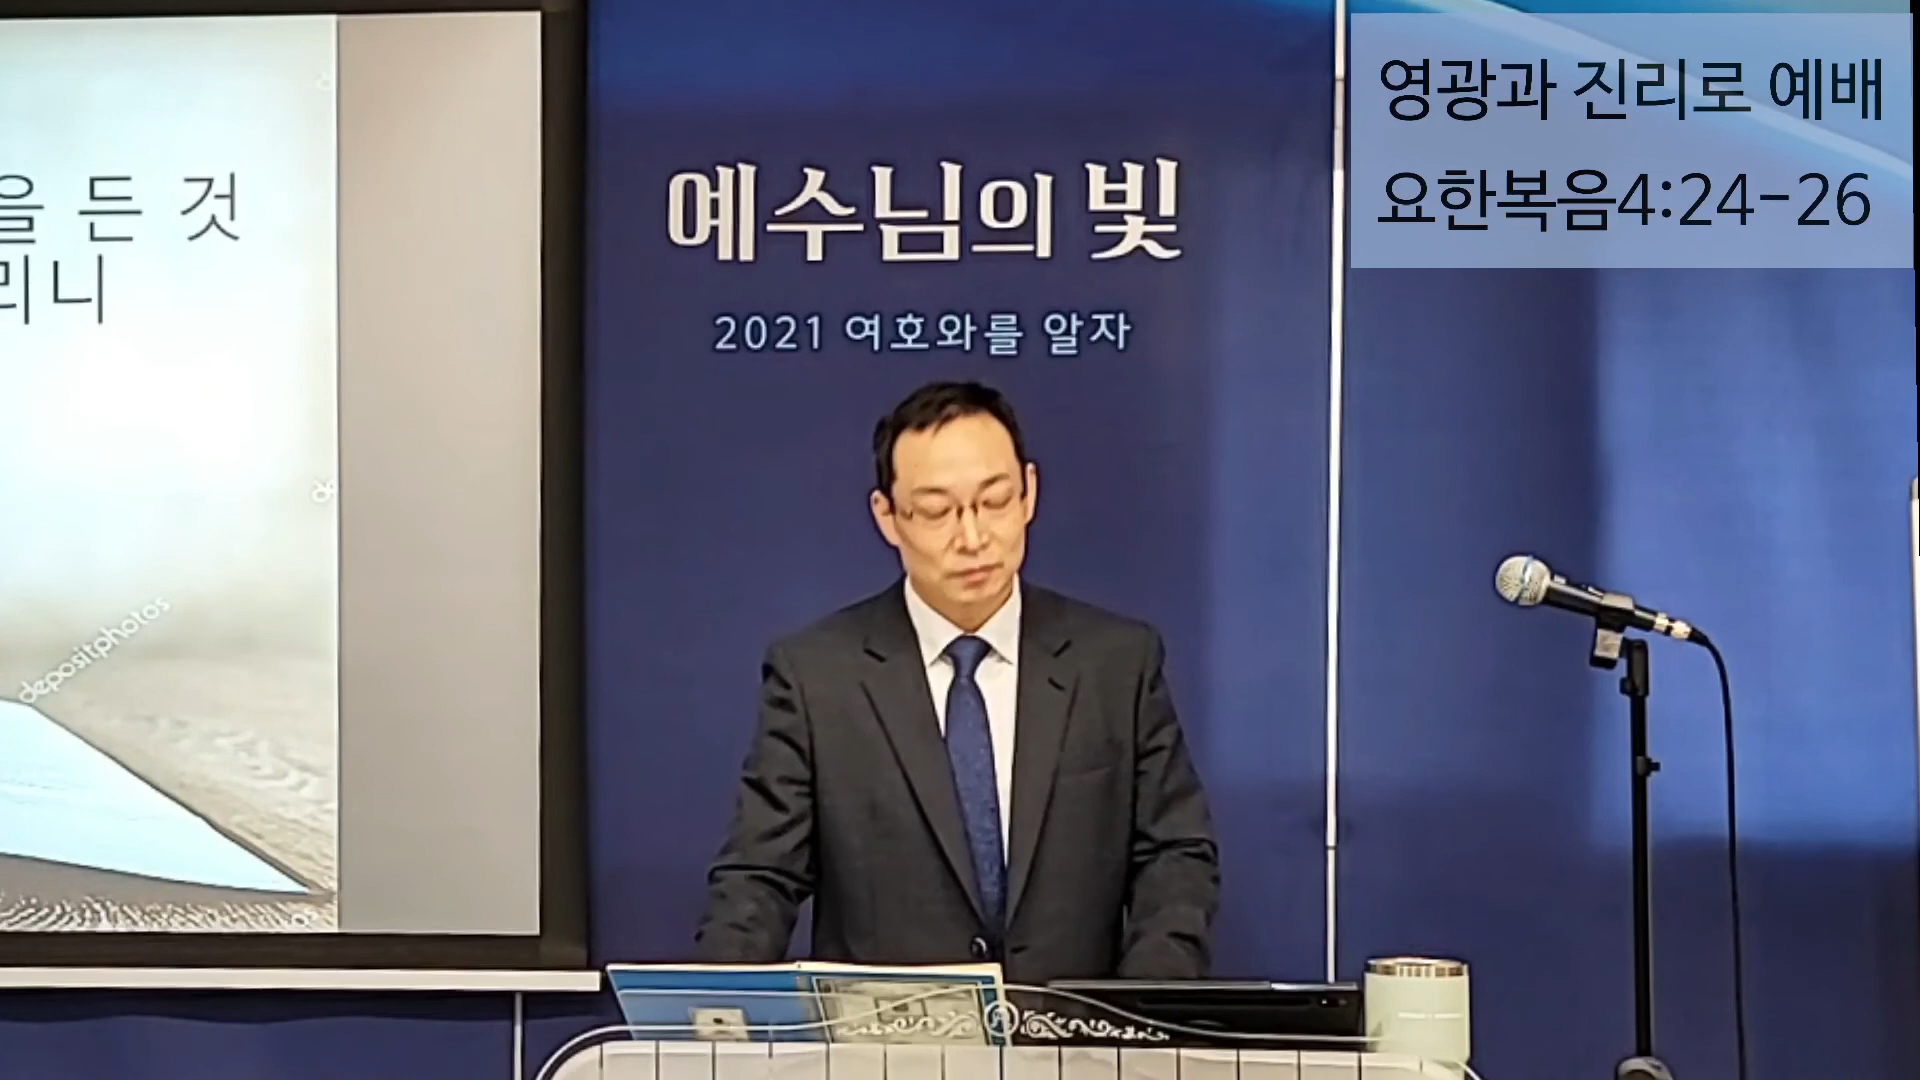 을 든 것
리니
depositphotos
예수님의 빛
2021 여호와를 알자
영광과 진리로 예배
요한복음4:24-26